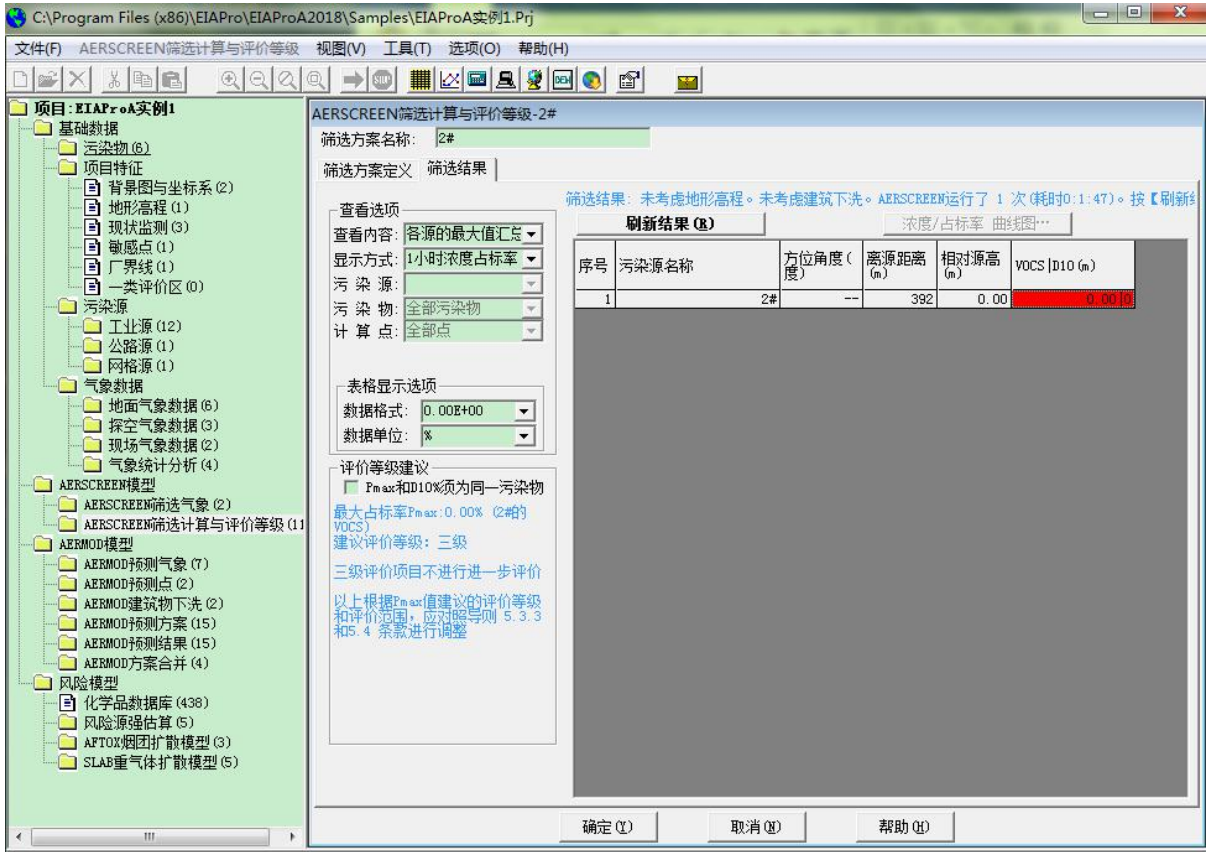 C:\Program Files (x86)\EIAPro\EIAProA2018\Samples\EIAProA实例1.Prj
文件(F) AERSCREEN筛选计算与评价等级 视图(V) 工具(T) 选项(O) 帮助(H)
项目:EIAProA实例1
基础数据
污染物(6)
项目特征
背景图与坐标系(2)
地形高程(1)
现状监测(3)
敏感点(1)
厂界线(1)
一类评价区(0)
污染源
工业源(12)
公路源(1)
网格源(1)
气象数据
地面气象数据(6)
探空气象数据(3)
现场气象数据(2)
气象统计分析(4)
AERSCREEN模型
AERSCREEN筛选气象(2)
AERSCREEN筛选计算与评价等级(11
AERMOD模型
AERMOD预测气象(7)
AERMOD预测点(2)
AERMOD建筑物下洗(2)
AERMOD预测方案(15)
AERMOD预测结果(15)
AERMOD方案合并(4)
风险模型
化学品数据库(438)
风险源强估算(5)
AFTOX烟团扩散模型(3)
SLAB重气体扩散模型(5)
AERSCREEN筛选计算与评价等级-2#
筛选方案名称: 2#
筛选方案定义 筛选结果
查看选项
查看内容: 各源的最大值汇总
显示方式: 1小时浓度占标率
污 染 源:
污 染 物: 全部污染物
计 算 点: 全部点
表格显示选项
数据格式: 0.00E+00
数据单位: %
评价等级建议
Pmax和D10%须为同一污染物
最大占标率Pmax:0.00% (2#的
VOCS)
建议评价等级: 三级
三级评价项目不进行进一步评价
以上根据Pmax值建议的评价等级
和评价范围,应对照导则 5.3.3
和5.4 条款进行调整
筛选结果: 未考虑地形高程。未考虑建筑下洗。AERSCREEN运行了 1 次(耗时0:1:47)。按【刷新结
刷新结果(R) 浓度/占标率 曲线图…
序号 污染源名称 方位角度(度) 离源距离(m) 相对源高(m) VOCS|D10(m)
1 2# -- 392 0.00 0.00|0
确定(Y) 取消(N) 帮助(H)